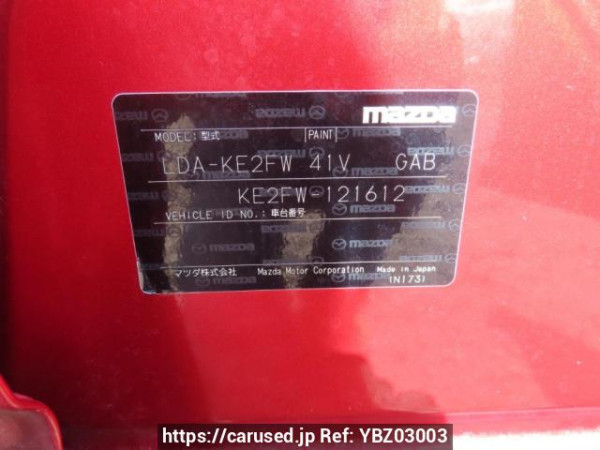 mazda
MODEL:型式 PAINT
LDA-KE2FW 41V GAB
KE2FW-121612
VEHICLE ID NO.:車台番号
マツダ株式会社 Mazda Motor Corporation Made in Japan
(N173)
https://carused.jp Ref: YBZ03003